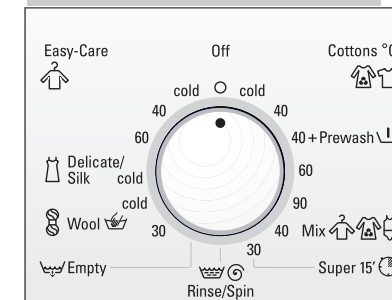 Easy-Care
Off
Cottons °
cold
cold
40
40
60
40+Prewash
Delicate/
Silk
cold
60
cold
90
Wool
30
40
Mix
30
Empty
Super 15'
Rinse/Spin